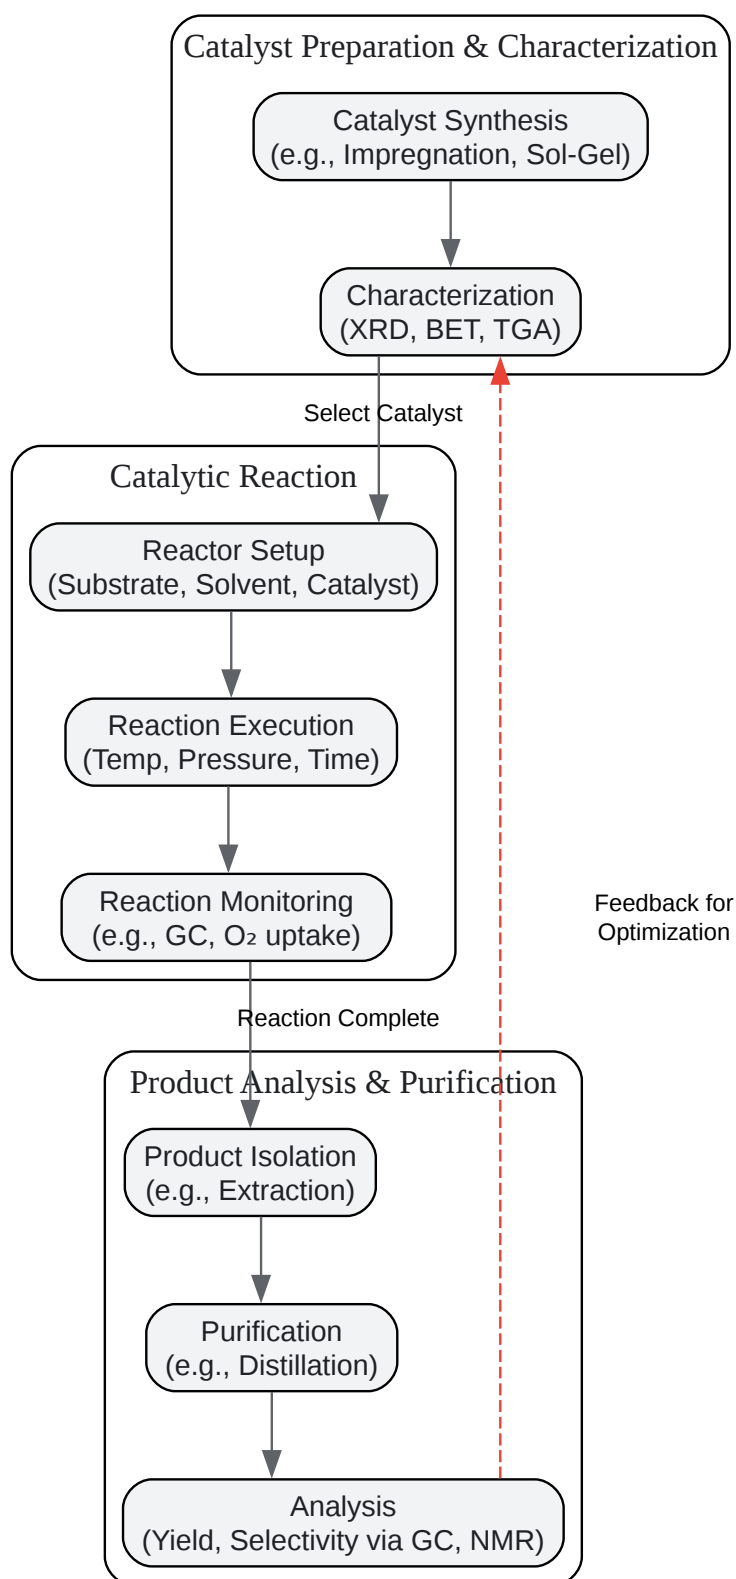 Catalyst Preparation & Characterization
Catalyst Synthesis
(e.g., Impregnation, Sol-Gel)
Characterization
(XRD, BET, TGA)
Select Catalyst
Catalytic Reaction
Reactor Setup
(Substrate, Solvent, Catalyst)
Reaction Execution
(Temp, Pressure, Time)
Reaction Monitoring
(e.g., GC, O₂ uptake)
Feedback for
Optimization
Reaction Complete
Product Analysis & Purification
Product Isolation
(e.g., Extraction)
Purification
(e.g., Distillation)
Analysis
(Yield, Selectivity via GC, NMR)